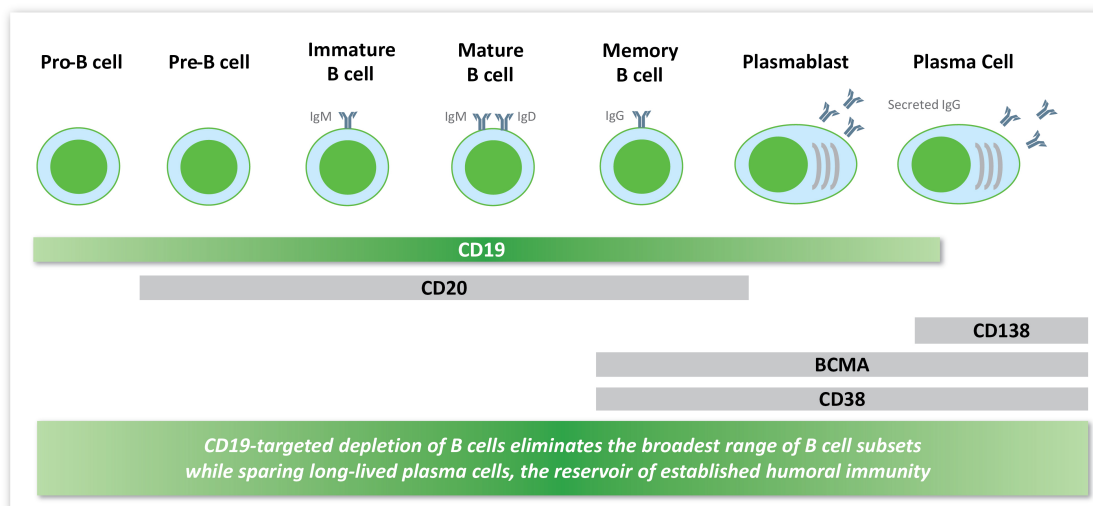 Pro-B cell
Pre-B cell
Immature
B cell
Mature
B cell
Memory
B cell
Plasmablast
Plasma Cell
IgM
IgM
IgD
IgG
Secreted IgG
CD19
CD20
CD138
BCMA
CD38
CD19-targeted depletion of B cells eliminates the broadest range of B cell subsets
while sparing long-lived plasma cells, the reservoir of established humoral immunity